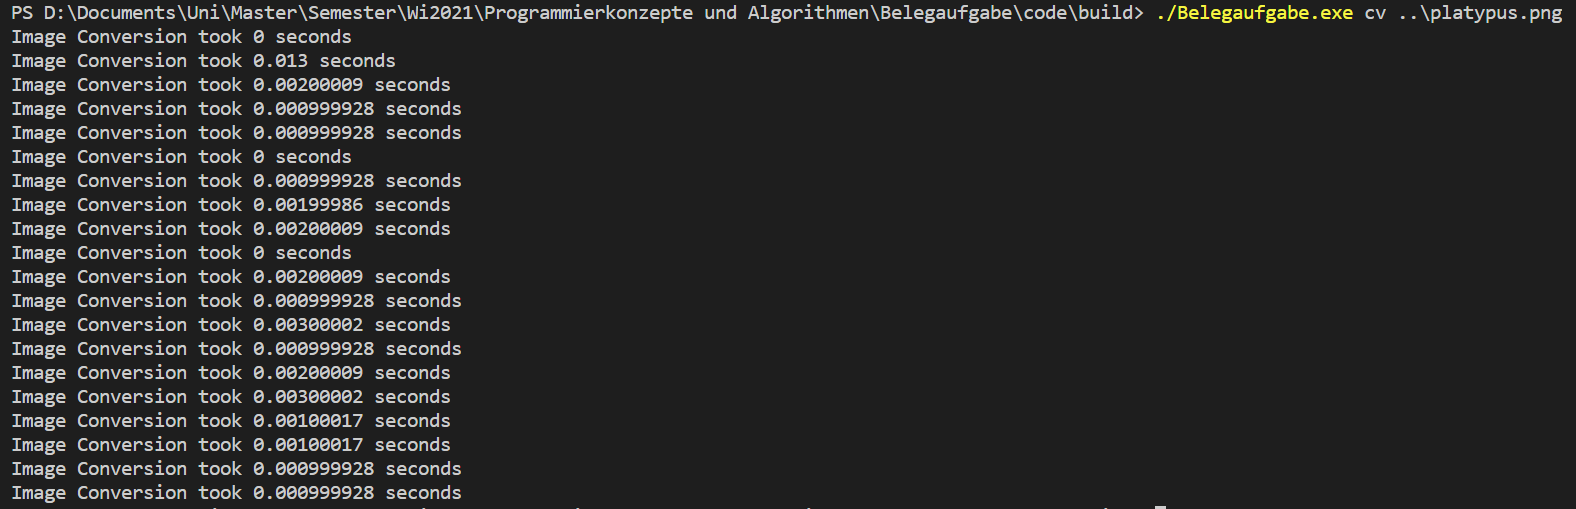 PS D:\Documents\Uni\Master\Semester\Wi2021\Programmierkonzepte und Algorithmen\Belegaufgabe\code\build> ./Belegaufgabe.exe cv ..\platypus.png
Image Conversion took 0 seconds
Image Conversion took 0.013 seconds
Image Conversion took 0.00200009 seconds
Image Conversion took 0.000999928 seconds
Image Conversion took 0.000999928 seconds
Image Conversion took 0 seconds
Image Conversion took 0.000999928 seconds
Image Conversion took 0.00199986 seconds
Image Conversion took 0.00200009 seconds
Image Conversion took 0 seconds
Image Conversion took 0.00200009 seconds
Image Conversion took 0.000999928 seconds
Image Conversion took 0.00300002 seconds
Image Conversion took 0.000999928 seconds
Image Conversion took 0.00200009 seconds
Image Conversion took 0.00300002 seconds
Image Conversion took 0.00100017 seconds
Image Conversion took 0.00100017 seconds
Image Conversion took 0.000999928 seconds
Image Conversion took 0.000999928 seconds